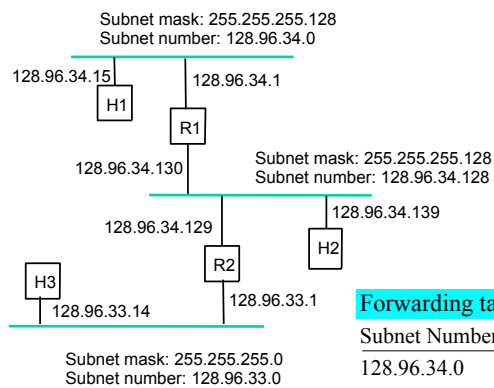 Subnet mask: 255.255.255.128
Subnet number: 128.96.34.0
128.96.34.15
128.96.34.1
H1
R1
128.96.34.130
Subnet mask: 255.255.255.128
Subnet number: 128.96.34.128
128.96.34.139
128.96.34.129
H3
R2
H2
128.96.33.14
128.96.33.1
Forwarding ta
Subnet Number
128.96.34.0
Subnet mask: 255.255.255.0
Subnet number: 128.96.33.0